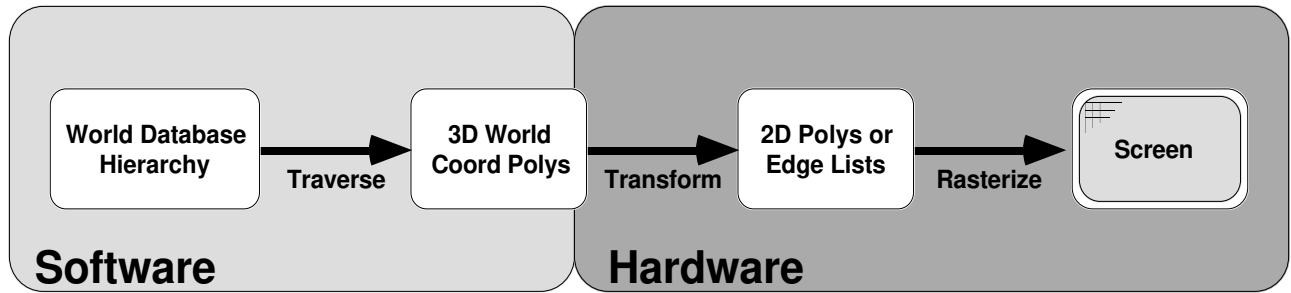 World Database
Hierarchy
Traverse
3D World
Coord Polys
Transform
2D Polys or
Edge Lists
Rasterize
Screen
Software
Hardware